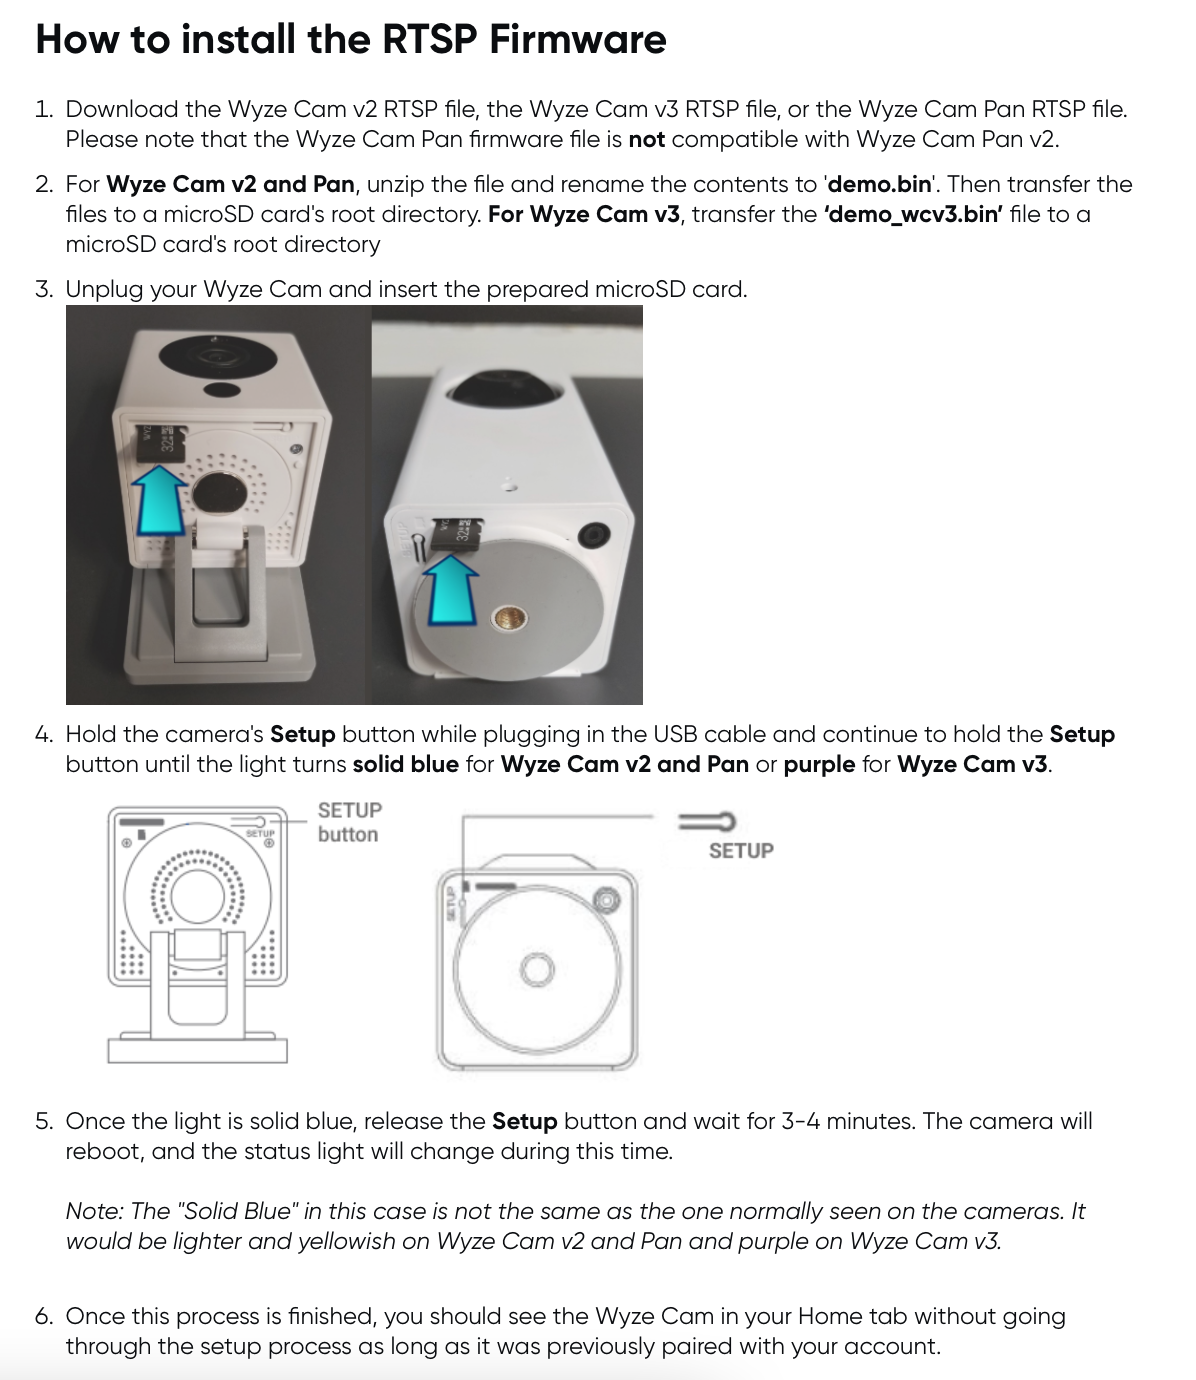 How to install the RTSP Firmware
1. Download the Wyze Cam v2 RTSP file, the Wyze Cam v3 RTSP file, or the Wyze Cam Pan RTSP file.
Please note that the Wyze Cam Pan firmware file is not compatible with Wyze Cam Pan v2.
2. For Wyze Cam v2 and Pan, unzip the file and rename the contents to 'demo.bin'. Then transfer the
files to a microSD card's root directory. For Wyze Cam v3, transfer the ‘demo_wcv3.bin’ file to a
microSD card's root directory
3. Unplug your Wyze Cam and insert the prepared microSD card.
32
32
4. Hold the camera's Setup button while plugging in the USB cable and continue to hold the Setup
button until the light turns solid blue for Wyze Cam v2 and Pan or purple for Wyze Cam v3.
SETUP
button
SETUP
SETUP
SETUP
5. Once the light is solid blue, release the Setup button and wait for 3-4 minutes. The camera will
reboot, and the status light will change during this time.
Note: The "Solid Blue" in this case is not the same as the one normally seen on the cameras. It
would be lighter and yellowish on Wyze Cam v2 and Pan and purple on Wyze Cam v3.
6. Once this process is finished, you should see the Wyze Cam in your Home tab without going
through the setup process as long as it was previously paired with your account.